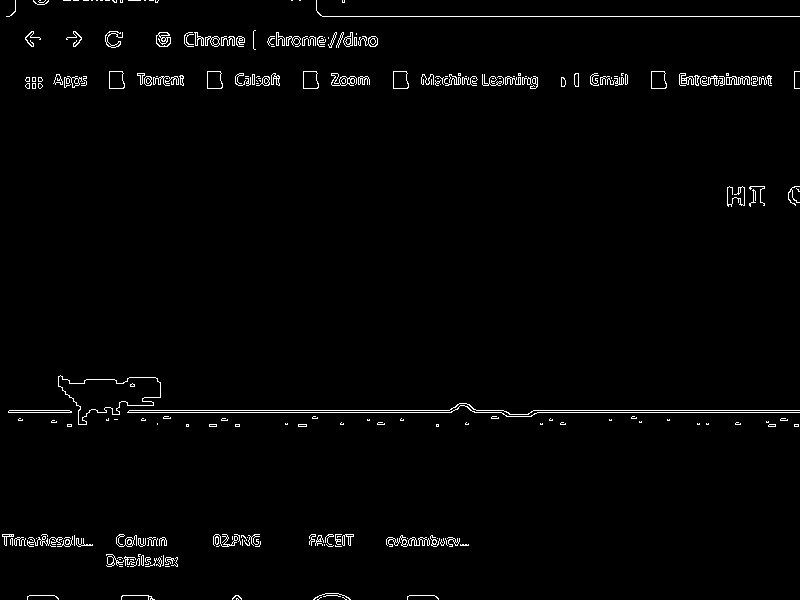 Chrome | chrome://dino
Apps Torrent Calsoft Zoom Machine Learning Gmail Entertainment
HI
TimerResolu... Column 02.PNG FACEIT cvbnmbvcv...
Details.xlsx